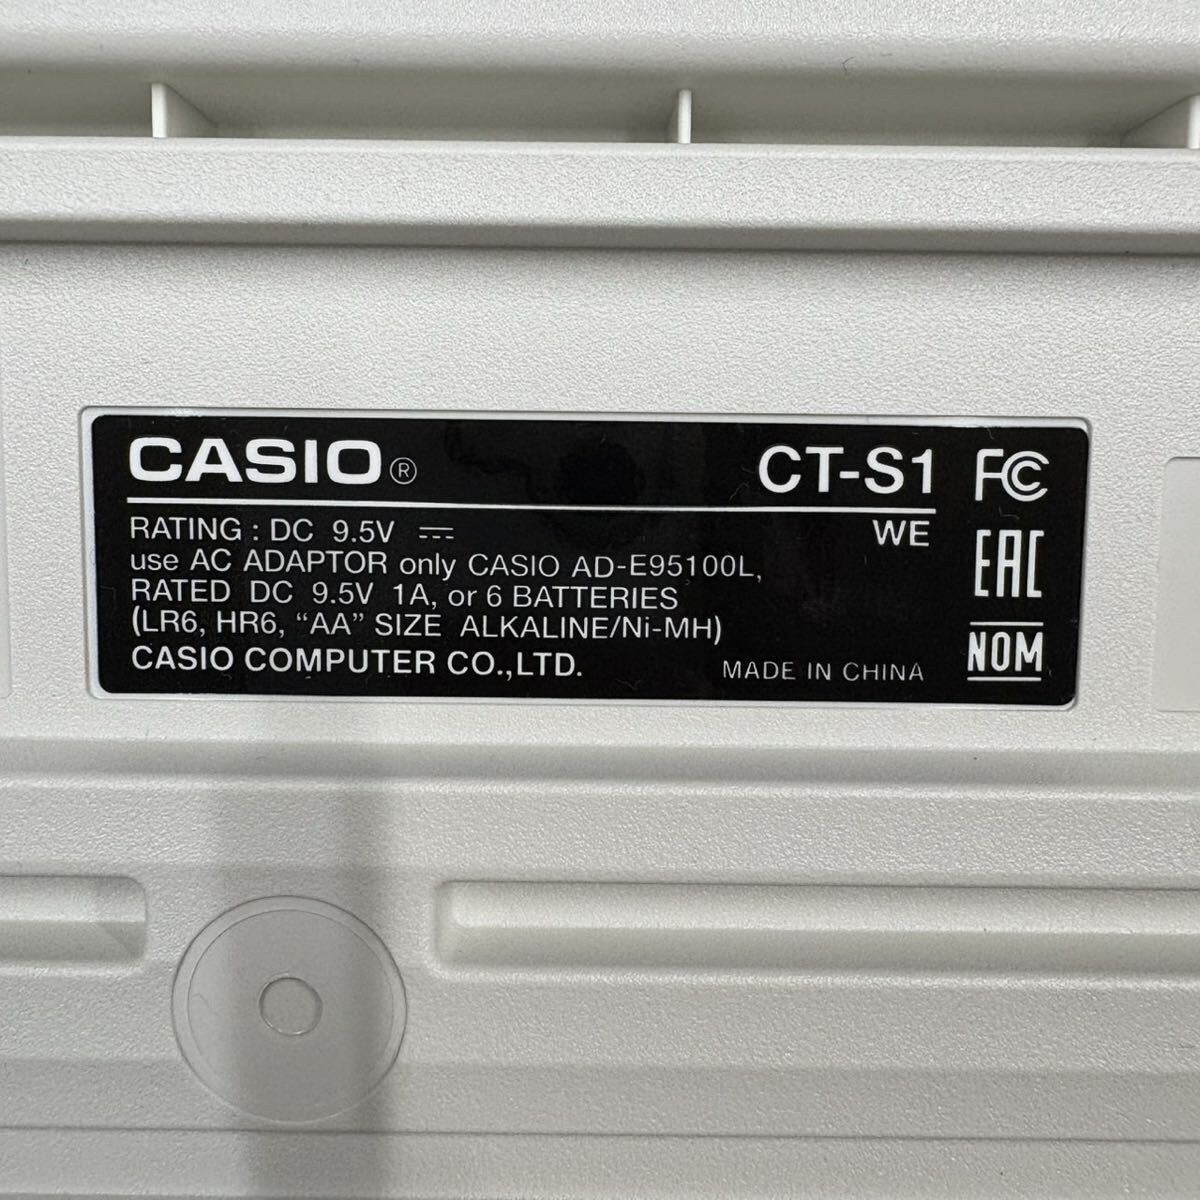 CASIO® CT-S1 FC
WE
RATING : DC 9.5V ⎓
use AC ADAPTOR only CASIO AD-E95100L,
EAC
RATED DC 9.5V 1A, or 6 BATTERIES
(LR6, HR6, “AA” SIZE ALKALINE/Ni-MH)
CASIO COMPUTER CO.,LTD. MADE IN CHINA
NOM